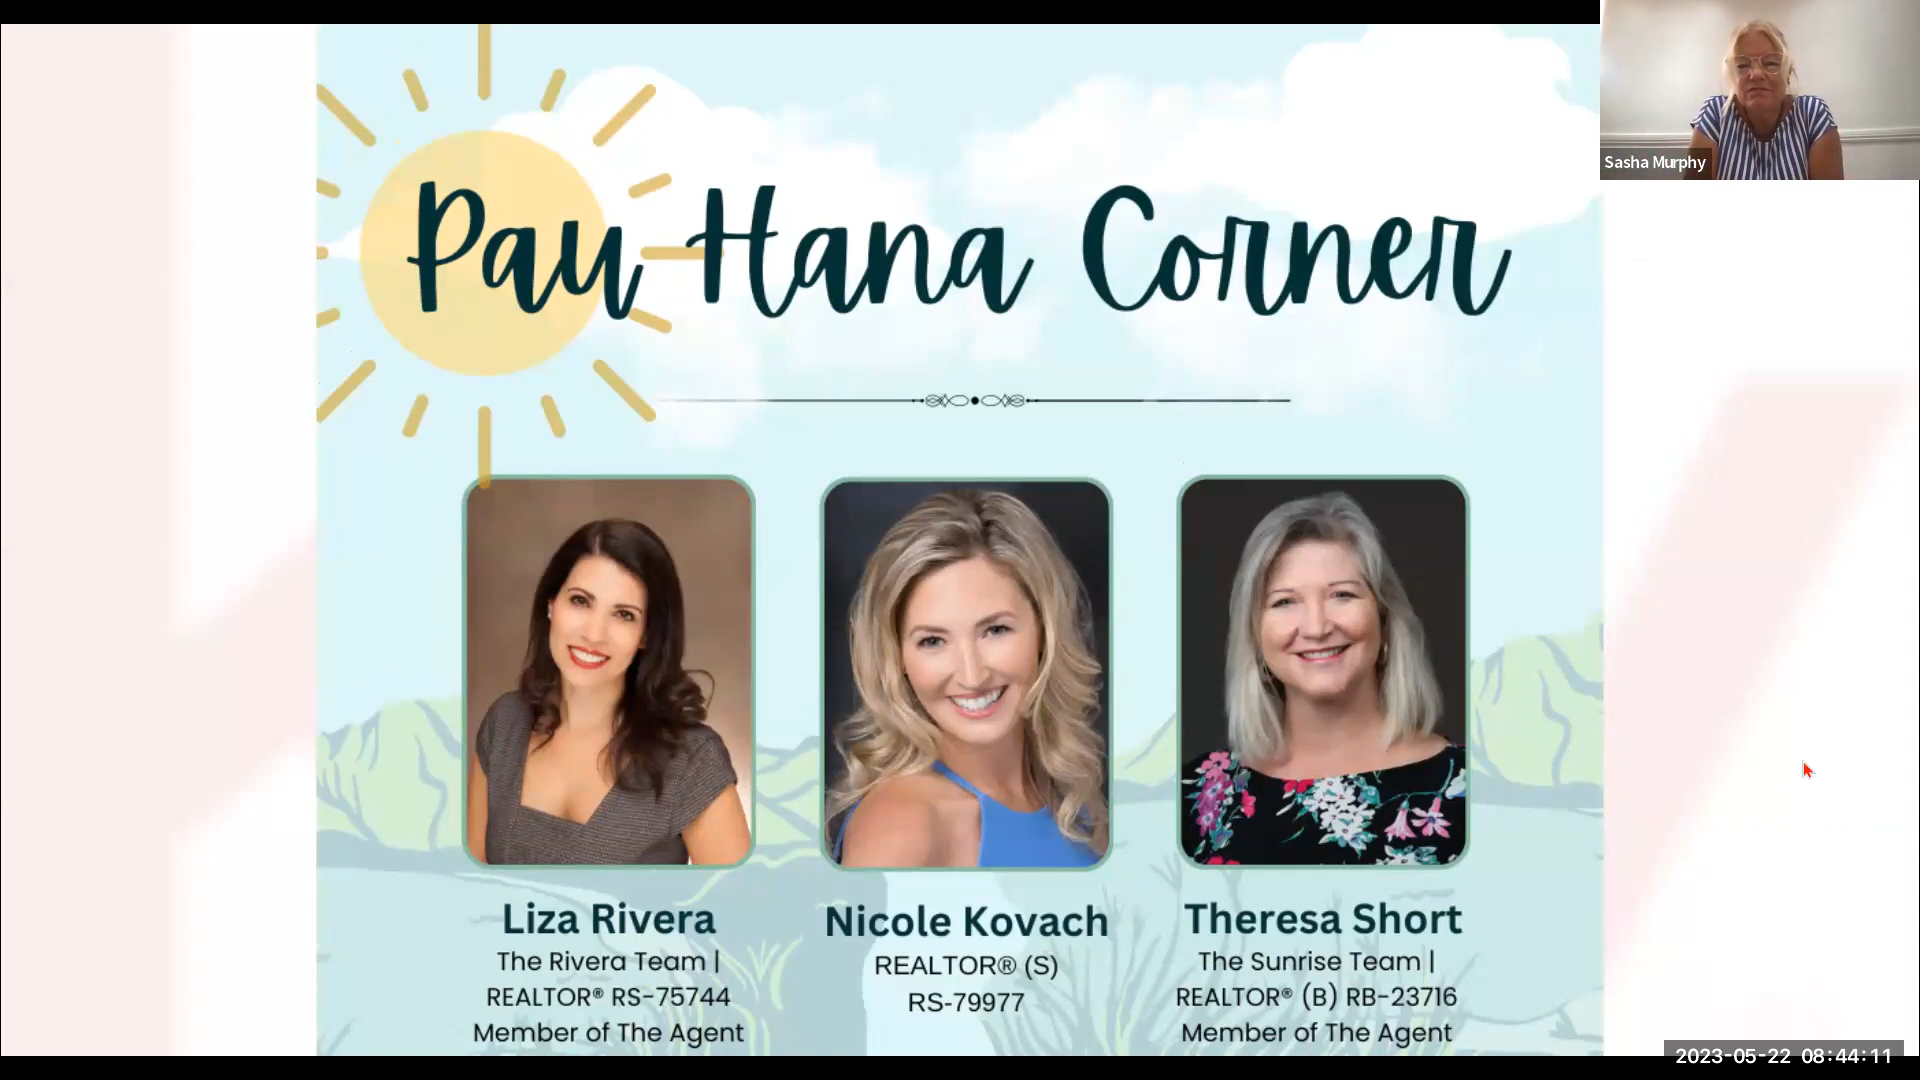 Pau Hana Corner
Sasha Murphy
Liza Rivera
The Rivera Team |
REALTOR® RS-75744
Member of The Agent
Nicole Kovach
REALTOR® (S)
RS-79977
Theresa Short
The Sunrise Team |
REALTOR® (B) RB-23716
Member of The Agent
2023-05-22 08:44:11